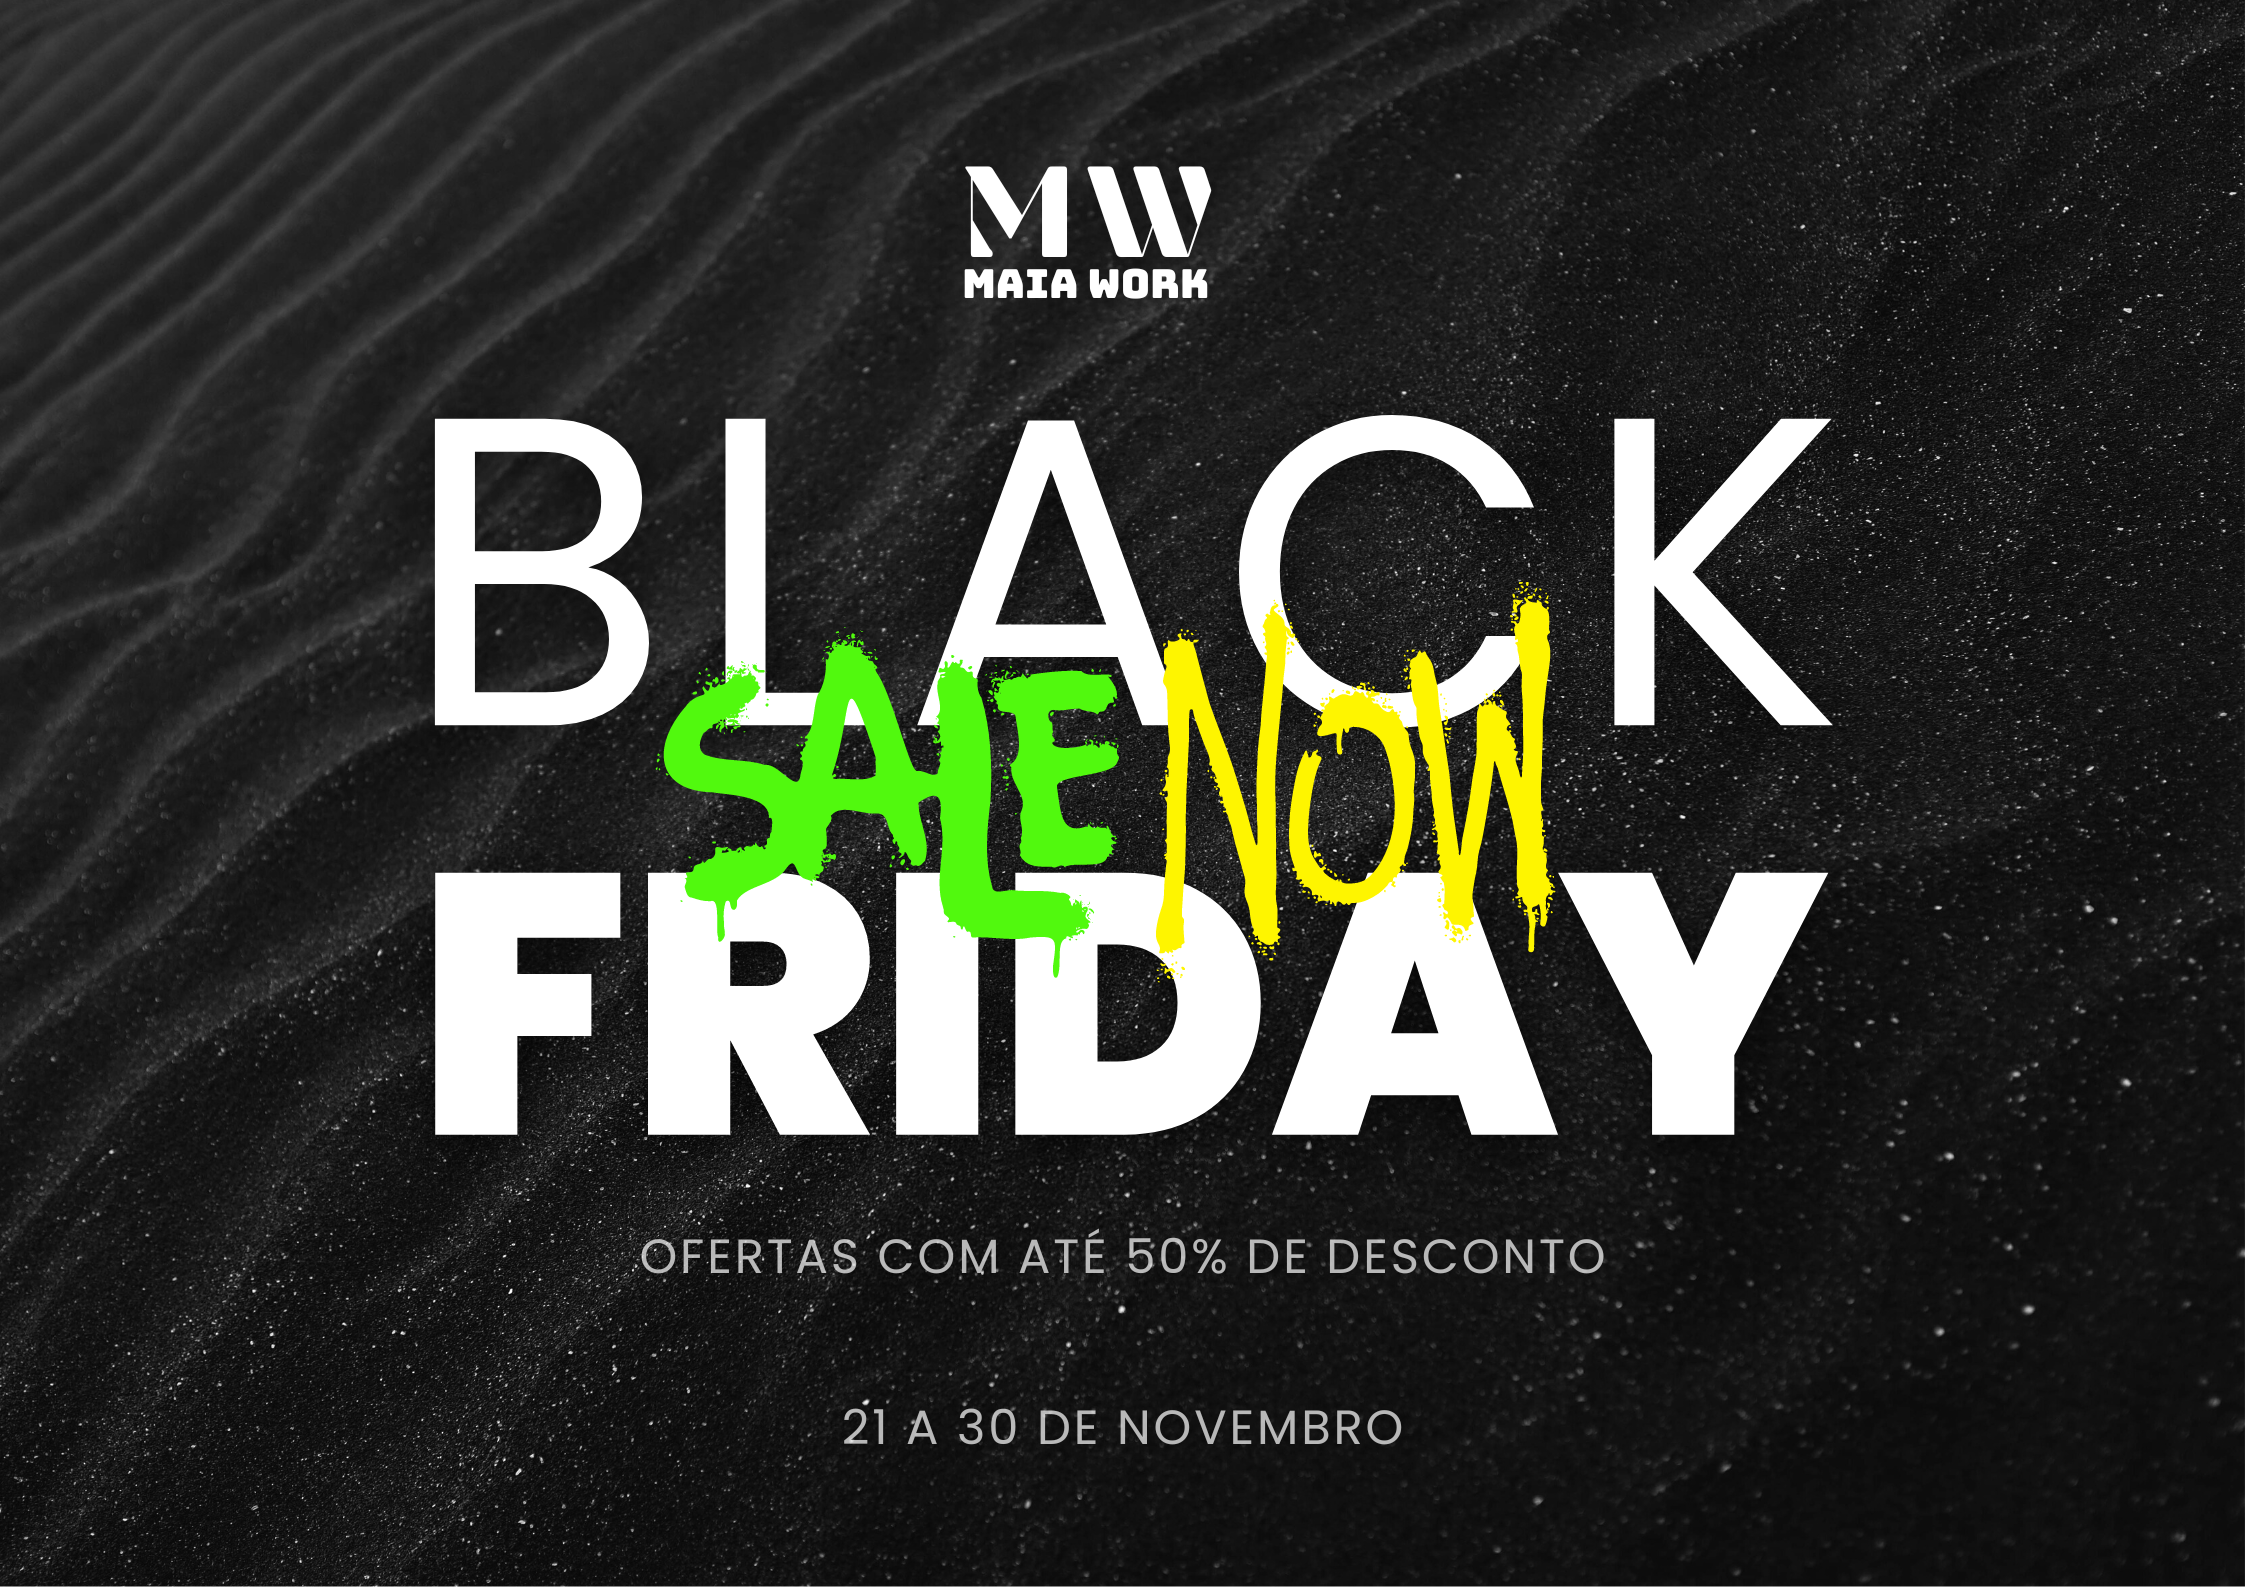 MW
MAIA WORK
BLACK
SALE NOW
FRIDAY
OFERTAS COM ATÉ 50% DE DESCONTO
21 A 30 DE NOVEMBRO